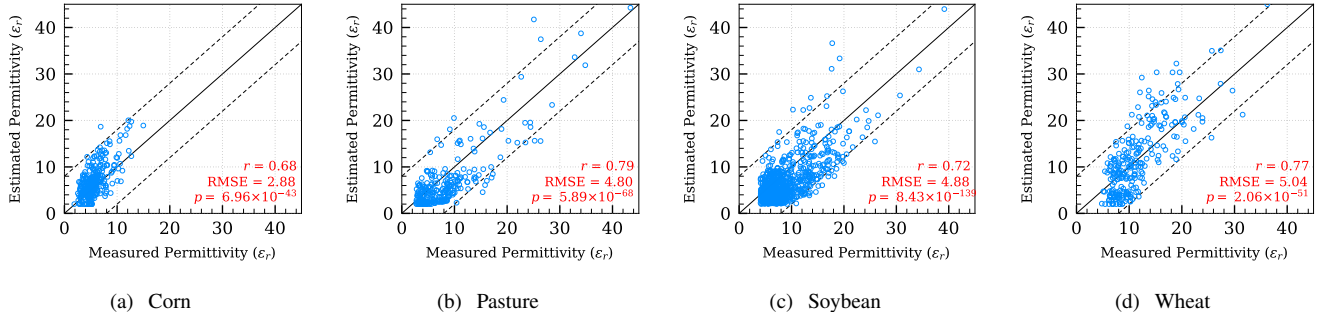 40
30
20
10
0
0
10
20
30
40
Estimated Permittivity (εr)
Measured Permittivity (εr)
r = 0.68
RMSE = 2.88
p = 6.96×10⁻⁴³
(a) Corn
40
30
20
10
0
0
10
20
30
40
Estimated Permittivity (εr)
Measured Permittivity (εr)
r = 0.79
RMSE = 4.80
p = 5.89×10⁻⁶⁸
(b) Pasture
40
30
20
10
0
0
10
20
30
40
Estimated Permittivity (εr)
Measured Permittivity (εr)
r = 0.72
RMSE = 4.88
p = 8.43×10⁻¹³⁹
(c) Soybean
40
30
20
10
0
0
10
20
30
40
Estimated Permittivity (εr)
Measured Permittivity (εr)
r = 0.77
RMSE = 5.04
p = 2.06×10⁻⁵¹
(d) Wheat